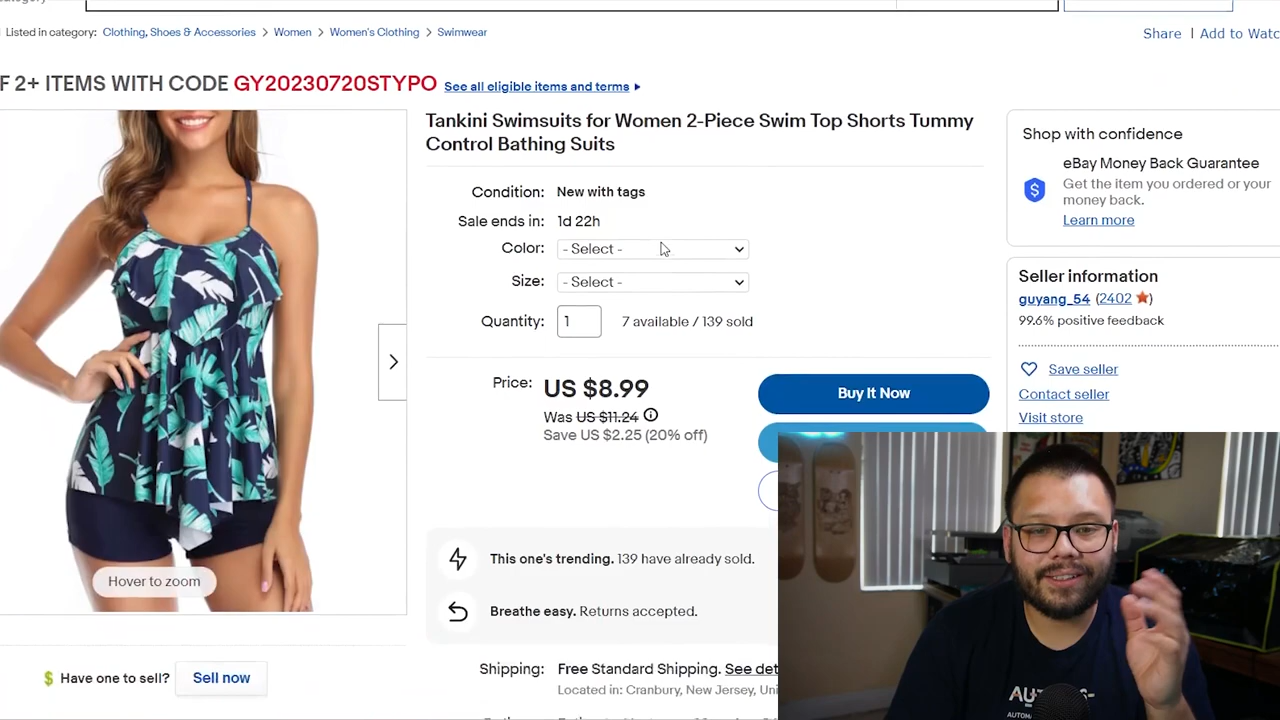 Listed in category: Clothing, Shoes & Accessories > Women > Women's Clothing > Swimwear
Share | Add to Watc
F 2+ ITEMS WITH CODE GY20230720STYPO See all eligible items and terms ▸
Tankini Swimsuits for Women 2-Piece Swim Top Shorts Tummy
Control Bathing Suits
Condition: New with tags
Sale ends in: 1d 22h
Color: - Select -
Size: - Select -
Quantity: 1 7 available / 139 sold
Price: US $8.99
Was US $11.24
Save US $2.25 (20% off)
Buy It Now
Hover to zoom
This one's trending. 139 have already sold.
Breathe easy. Returns accepted.
Have one to sell? Sell now
Shipping: Free Standard Shipping. See det
Located in: Cranbury, New Jersey, Uni
Shop with confidence
eBay Money Back Guarantee
Get the item you ordered or your
money back.
Learn more
Seller information
guyang_54 (2402 ★)
99.6% positive feedback
Save seller
Contact seller
Visit store